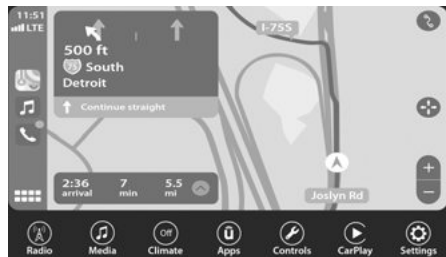 11:51
LTE
500 ft
South
Detroit
Continue straight
I-75S
2:36 7 5.5
arrival min mi
Joslyn Rd
+
−
Off
ū
Radio Media Climate Apps Controls CarPlay Settings